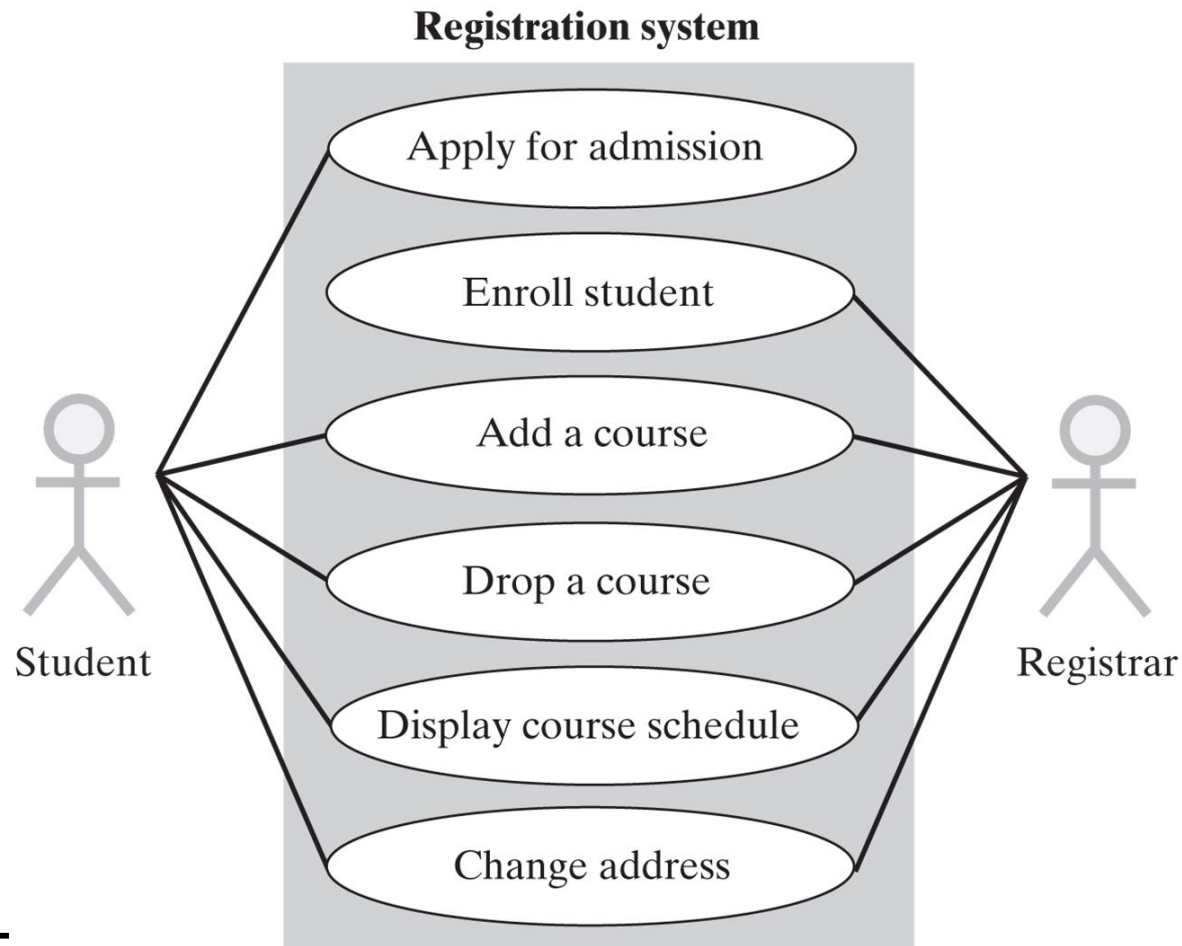 Registration system
Apply for admission
Enroll student
Add a course
Drop a course
Student
Registrar
Display course schedule
Change address